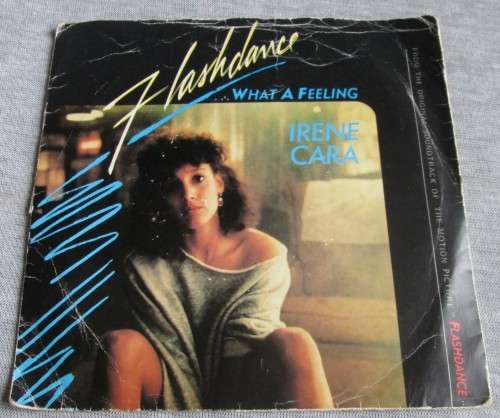 Flashdance
...WHAT A FEELING
IRENE
CARA
FROM THE ORIGINAL SOUNDTRACK OF THE MOTION PICTURE FLASHDANCE